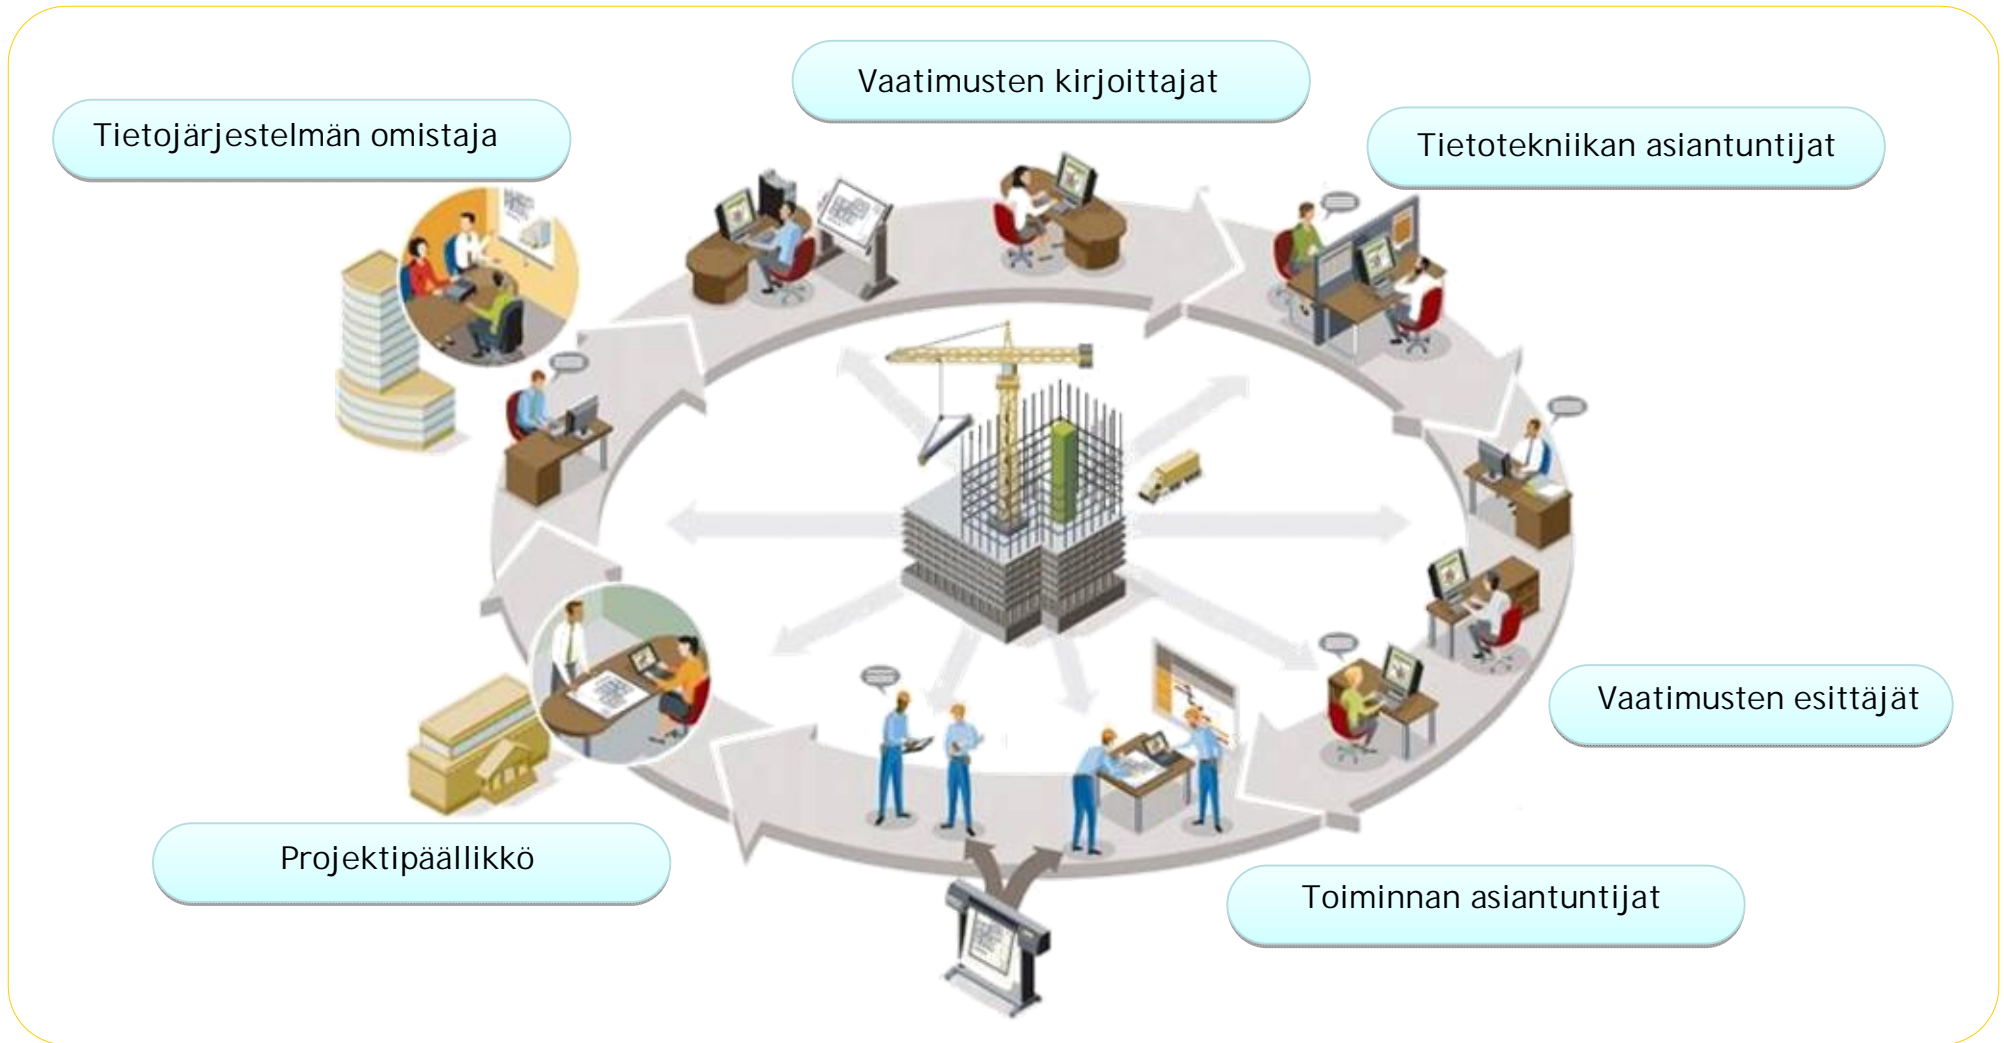 Vaatimusten kirjoittajat
Tietojärjestelmän omistaja
Tietotekniikan asiantuntijat
Vaatimusten esittäjät
Projektipäällikkö
Toiminnan asiantuntijat